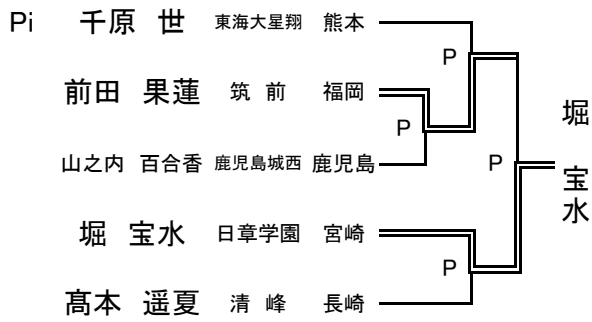 Pi 千原 世 東海大星翔 熊本
P
前田 果蓮 筑 前 福岡
P
山之内 百合香 鹿児島城西 鹿児島
P
堀 宝水
堀 宝水 日章学園 宮崎
P
髙本 遥夏 清 峰 長崎